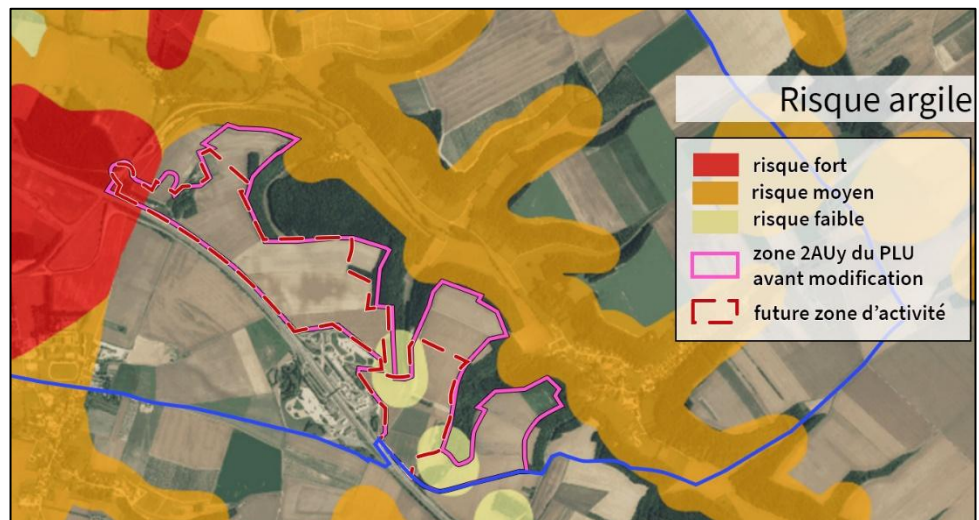 Risque argile
risque fort
risque moyen
risque faible
zone 2AUy du PLU
avant modification
future zone d'activité